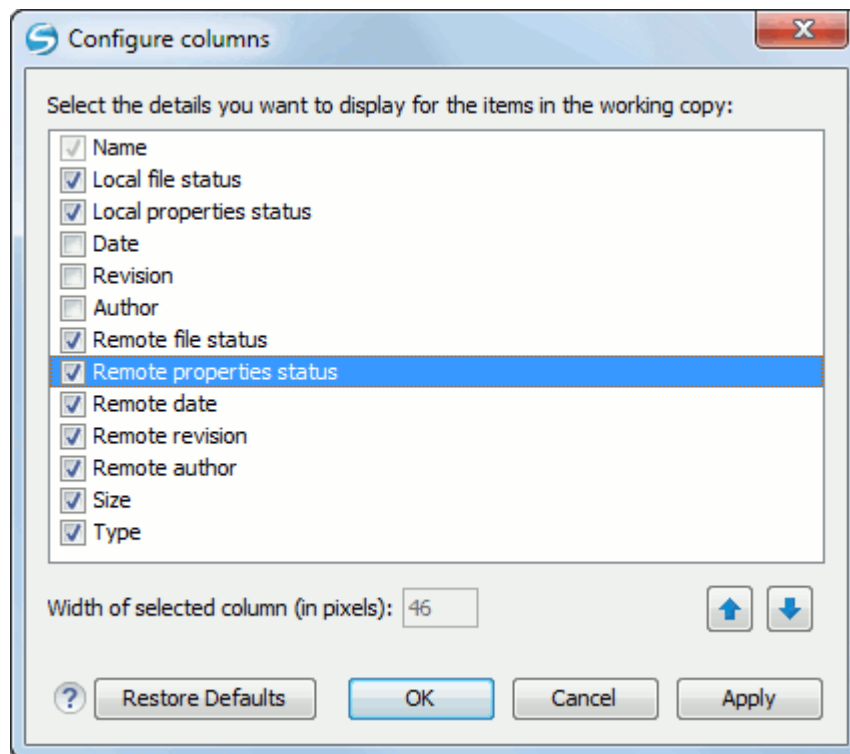 Configure columns
Select the details you want to display for the items in the working copy:
Name
Local file status
Local properties status
Date
Revision
Author
Remote file status
Remote properties status
Remote date
Remote revision
Remote author
Size
Type
Width of selected column (in pixels): 46
? Restore Defaults OK Cancel Apply